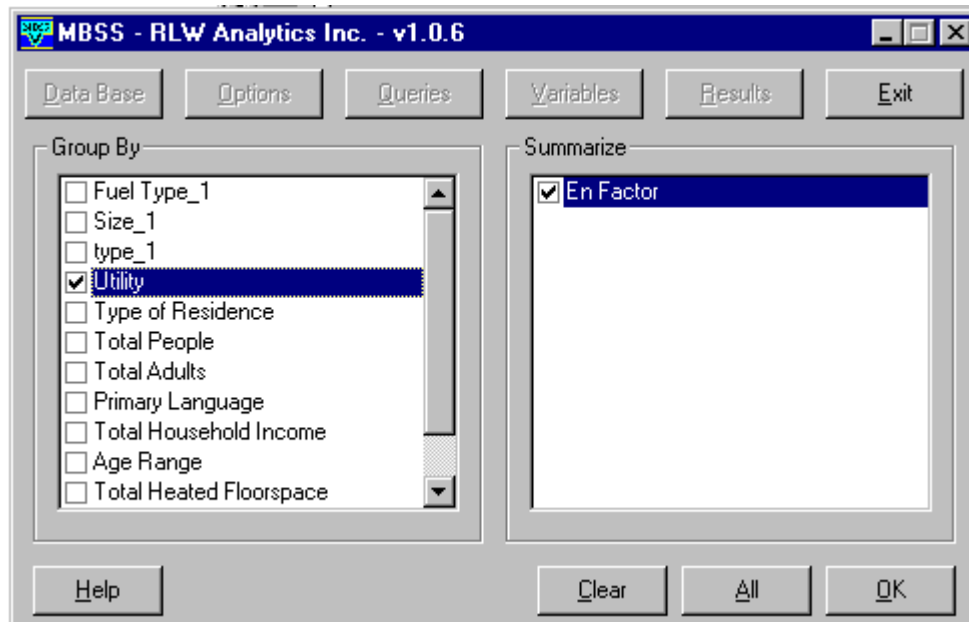 MBSS - RLW Analytics Inc. - v1.0.6
Data Base Options Queries Variables Results Exit
Group By
Fuel Type_1
Size_1
type_1
Utility
Type of Residence
Total People
Total Adults
Primary Language
Total Household Income
Age Range
Total Heated Floorspace
Summarize
En Factor
Help Clear All OK